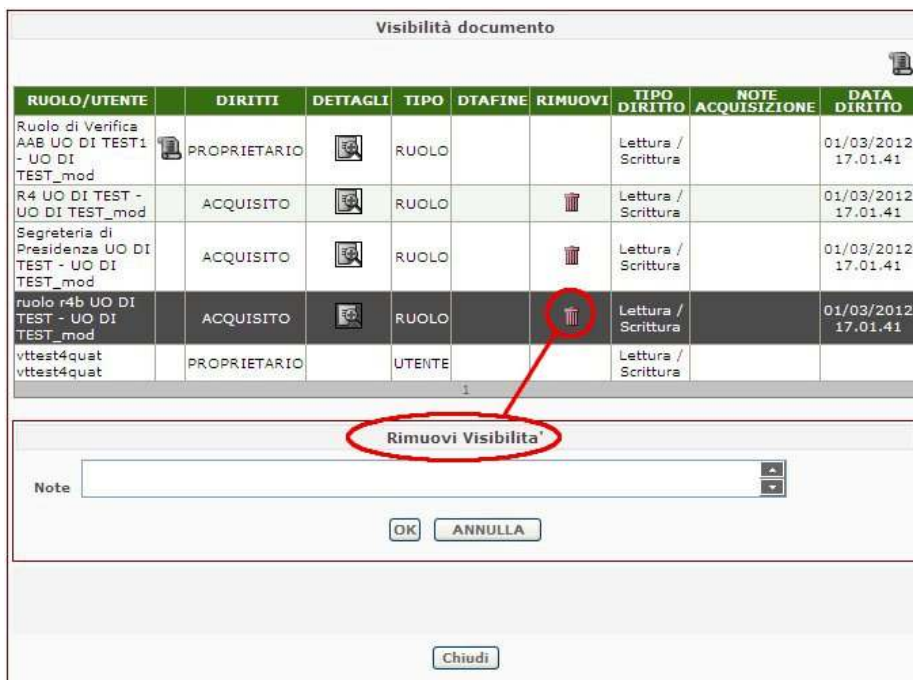 Visibilità documento
RUOLO/UTENTE DIRITTI DETTAGLI TIPO DTAFINE RIMUOVI TIPO DIRITTO NOTE ACQUISIZIONE DATA DIRITTO
Ruolo di Verifica
AAB UO DI TEST1
- UO DI
TEST_mod
PROPRIETARIO RUOLO Lettura / Scrittura 01/03/2012 17.01.41
R4 UO DI TEST -
UO DI TEST_mod
ACQUISITO RUOLO Lettura / Scrittura 01/03/2012 17.01.41
Segreteria di
Presidenza UO DI
TEST - UO DI
TEST_mod
ACQUISITO RUOLO Lettura / Scrittura 01/03/2012 17.01.41
ruolo r4b UO DI
TEST - UO DI
TEST_mod
ACQUISITO RUOLO Lettura / Scrittura 01/03/2012 17.01.41
vttest4quat
vttest4quat
PROPRIETARIO UTENTE Lettura / Scrittura
1
Rimuovi Visibilita'
Note
OK ANNULLA
Chiudi